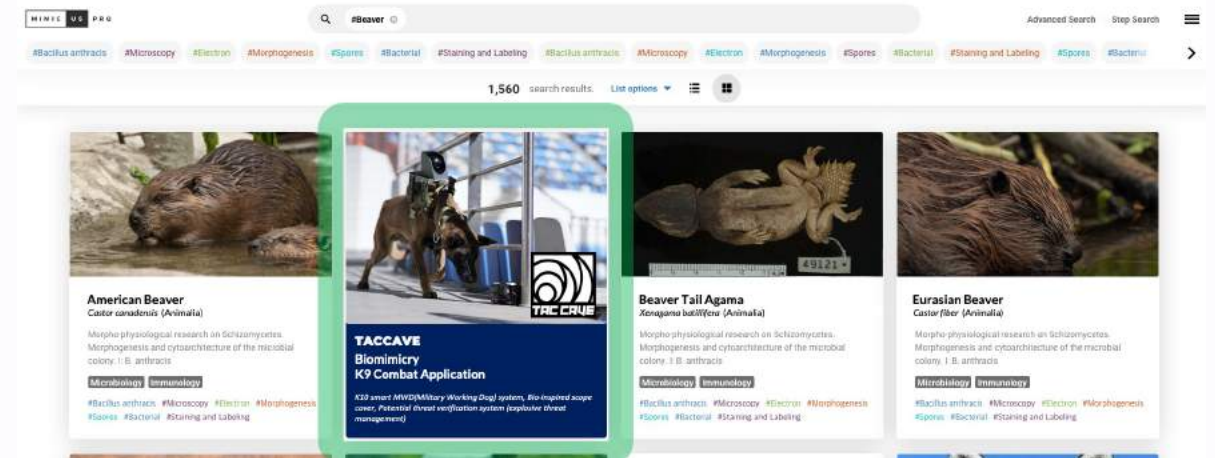 MIMIC US PRO
#Beaver
Advanced Search Step Search
#Bacillus anthracis #Microscopy #Electron #Morphogenesis #Spores #Bacterial #Staining and Labeling #Bacillus anthracis #Microscopy #Electron #Morphogenesis #Spores #Bacterial #Staining and Labeling #Spores #Bacteria
1,560 search results. List options
American Beaver
Castor canadensis (Animalia)
Morpho physiological research on Schizomycetes.
Morphogenesis and cytoarchitecture of the microbial
colony. I: B. anthracis
Microbiology Immunology
#Bacillus anthracis #Microscopy #Electron #Morphogenesis
#Spores #Bacterial #Staining and Labeling
TAC CAVE
TACCAVE
Biomimicry
K9 Combat Application
K10 smart MWD(Military Working Dog) system, Bio-inspired scope
cover, Potential threat verification system (explosive threat
management)
49121
Beaver Tail Agama
Xenagama batillifera (Animalia)
Morpho physiological research on Schizomycetes.
Morphogenesis and cytoarchitecture of the microbial
colony. I: B. anthracis
Microbiology Immunology
#Bacillus anthracis #Microscopy #Electron #Morphogenesis
#Spores #Bacterial #Staining and Labeling
Eurasian Beaver
Castor fiber (Animalia)
Morpho physiological research on Schizomycetes.
Morphogenesis and cytoarchitecture of the microbial
colony. I: B. anthracis
Microbiology Immunology
#Bacillus anthracis #Microscopy #Electron #Morphogenesis
#Spores #Bacterial #Staining and Labeling